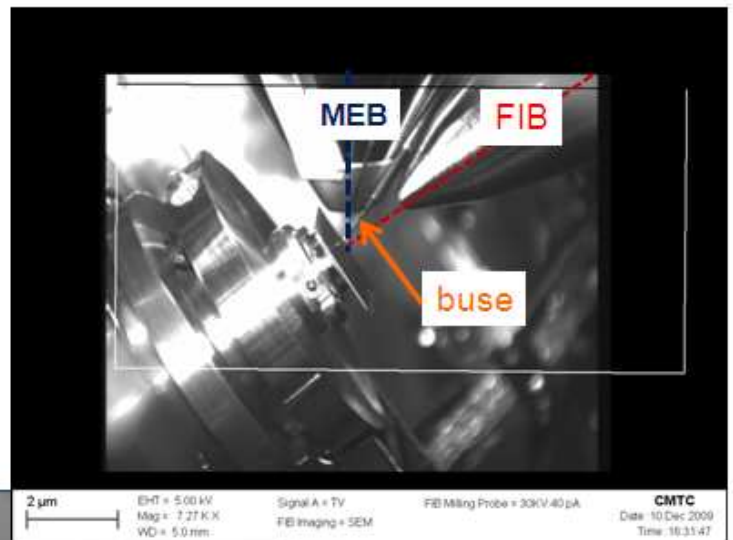 MEB
FIB
buse
2 µm
EHT = 5.00 kV
Mag = 7.27 K X
WD = 5.0 mm
Signal A = TV
FIB Imaging = SEM
FIB Milling Probe = 30KV:40 pA
CMTC
Date :10 Dec 2009
Time :16:31:47